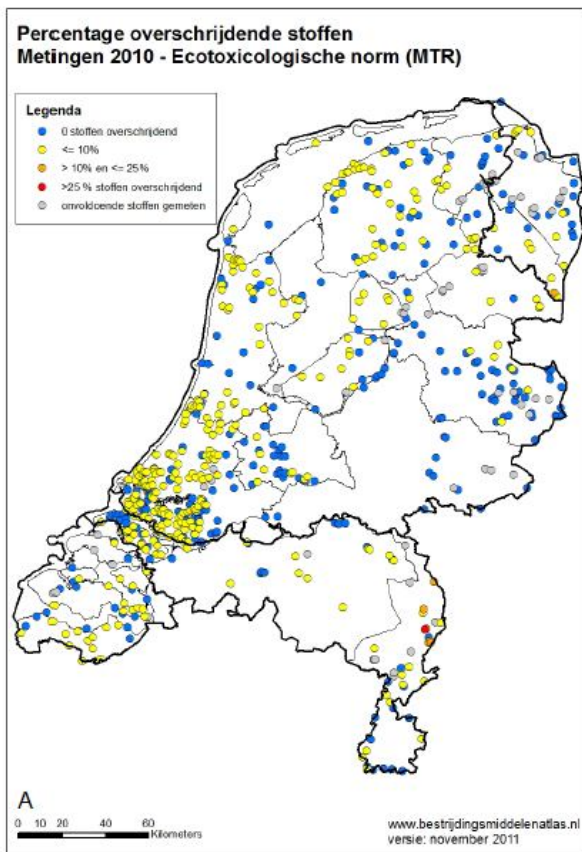 Percentage overschrijdende stoffen
Metingen 2010 - Ecotoxicologische norm (MTR)
Legenda
0 stoffen overschrijdend
<= 10%
> 10% en <= 25%
>25 % stoffen overschrijdend
onvoldoende stoffen gemeten
A
0 10 20 40 60
Kilometers
www.bestrijdingsmiddelenatlas.nl
versie: november 2011